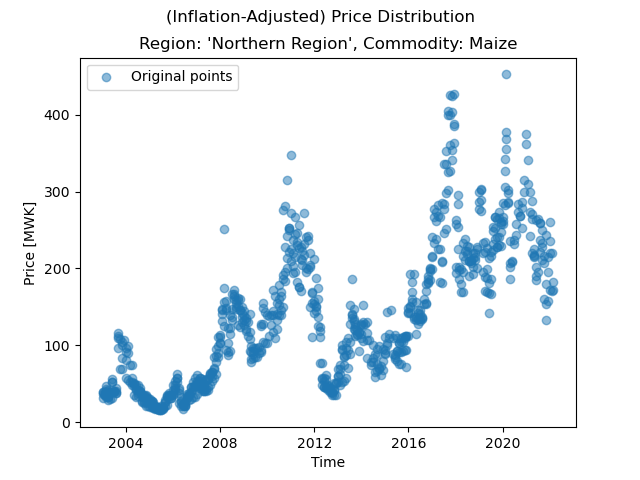 (Inflation-Adjusted) Price Distribution
Region: 'Northern Region', Commodity: Maize
Original points
Price [MWK]
400
300
200
100
0
2004 2008 2012 2016 2020
Time